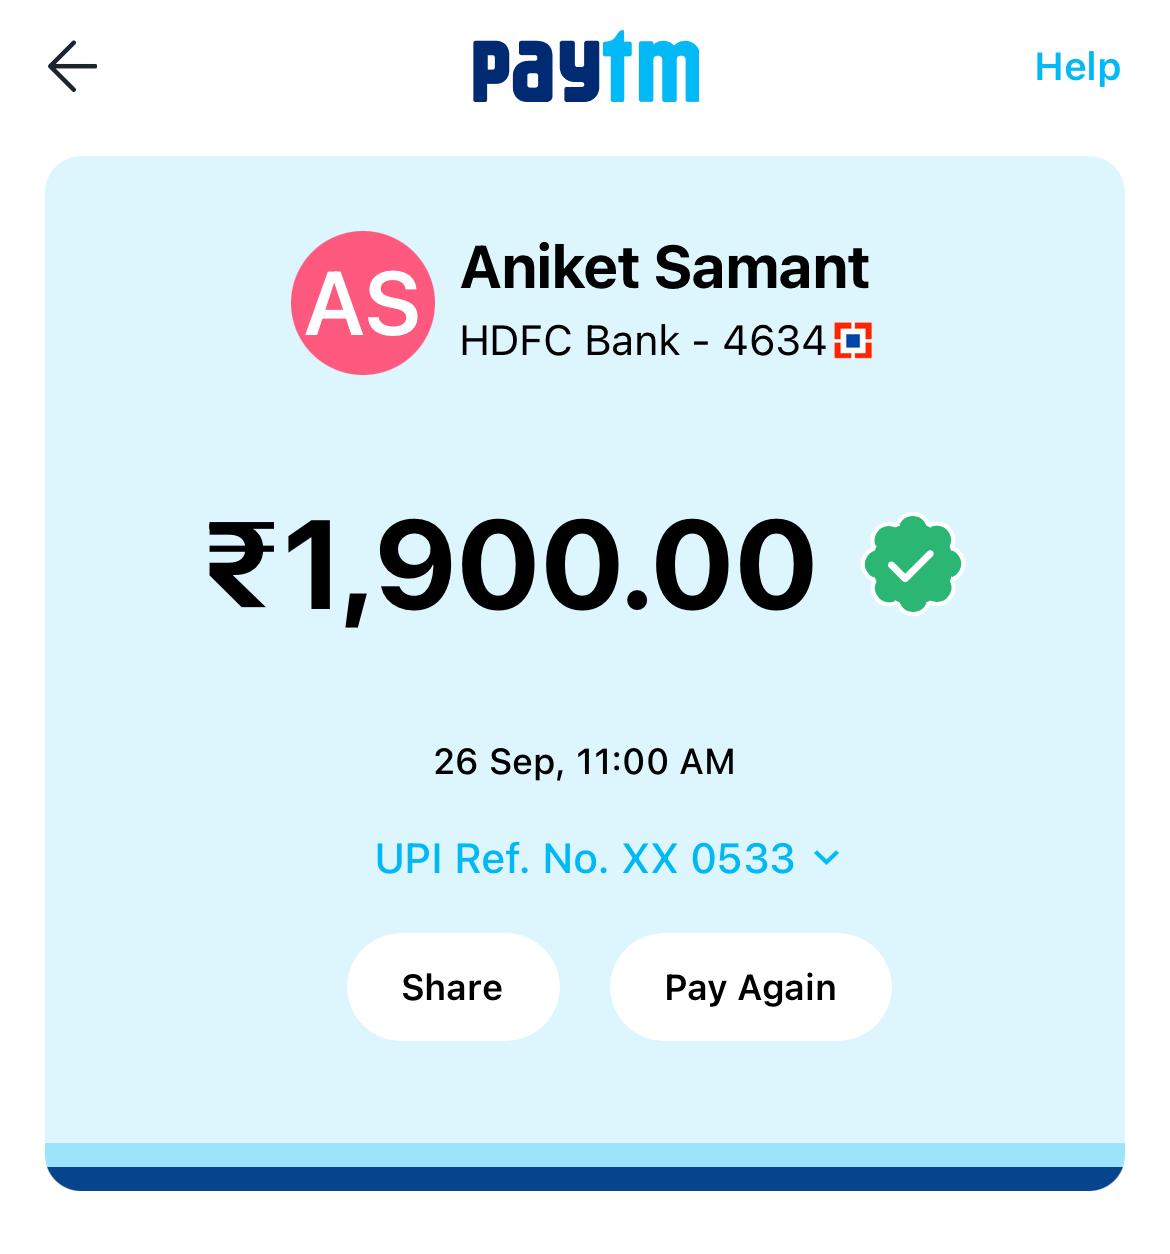 paytm
Help
AS
Aniket Samant
HDFC Bank - 4634
₹1,900.00
26 Sep, 11:00 AM
UPI Ref. No. XX 0533
Share
Pay Again